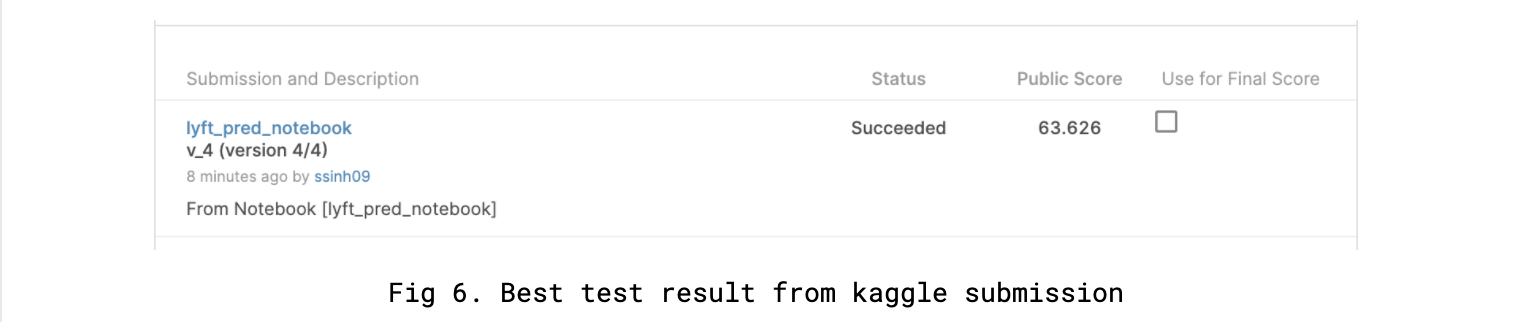 Submission and Description Status Public Score Use for Final Score
lyft_pred_notebook Succeeded 63.626
v_4 (version 4/4)
8 minutes ago by ssinh09
From Notebook [lyft_pred_notebook]
Fig 6. Best test result from kaggle submission